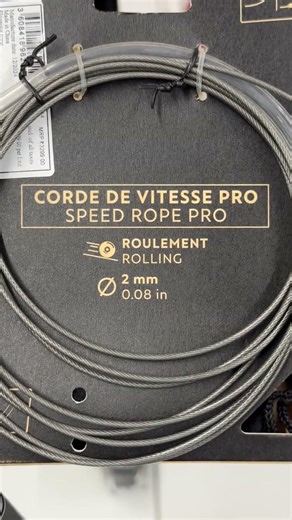 CORDE DE VITESSE PRO
SPEED ROPE PRO
ROULEMENT
ROLLING
Ø 2 mm
0.08 in